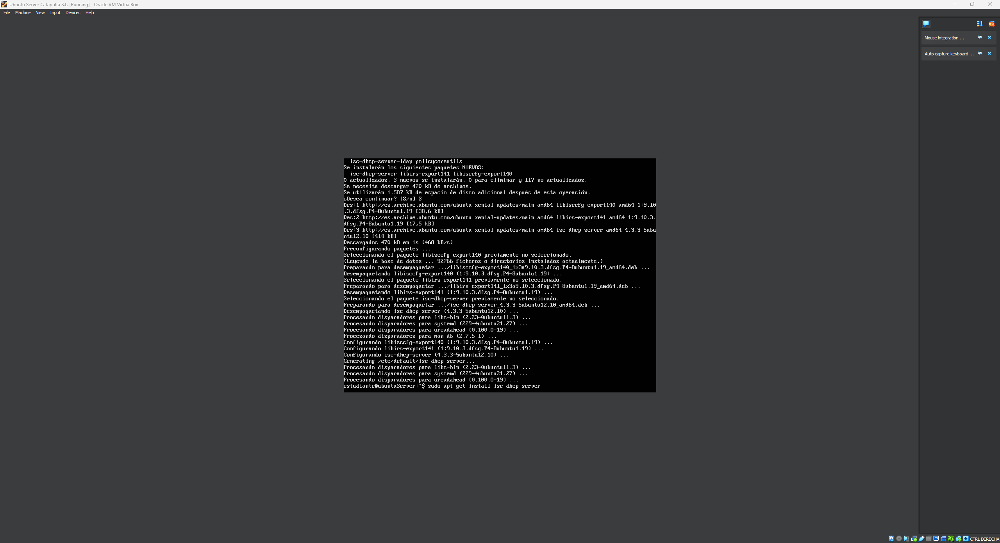 Ubuntu Server Catapulta S.L. [Running] - Oracle VM VirtualBox
File Machine View Input Devices Help
Mouse integration ...
Auto capture keyboard ...
isc-dhcp-server-ldap policycoreutils
Se instalarán los siguientes paquetes NUEVOS:
isc-dhcp-server libirs-export141 libisccfg-export140
0 actualizados, 3 nuevos se instalarán, 0 para eliminar y 117 no actualizados.
Se necesita descargar 470 kB de archivos.
Se utilizarán 1.587 kB de espacio de disco adicional después de esta operación.
¿Desea continuar? [S/n] S
Des:1 http://es.archive.ubuntu.com/ubuntu xenial-updates/main amd64 libisccfg-export140 amd64 1:9.10
.3.dfsg.P4-8ubuntu1.19 [38,6 kB]
Des:2 http://es.archive.ubuntu.com/ubuntu xenial-updates/main amd64 libirs-export141 amd64 1:9.10.3.
dfsg.P4-8ubuntu1.19 [17,5 kB]
Des:3 http://es.archive.ubuntu.com/ubuntu xenial-updates/main amd64 isc-dhcp-server amd64 4.3.3-5ubu
ntu12.10 [414 kB]
Descargados 470 kB en 1s (468 kB/s)
Preconfigurando paquetes ...
Seleccionando el paquete libisccfg-export140 previamente no seleccionado.
(Leyendo la base de datos ... 92766 ficheros o directorios instalados actualmente.)
Preparando para desempaquetar .../libisccfg-export140_1%3a9.10.3.dfsg.P4-8ubuntu1.19_amd64.deb ...
Desempaquetando libisccfg-export140 (1:9.10.3.dfsg.P4-8ubuntu1.19) ...
Seleccionando el paquete libirs-export141 previamente no seleccionado.
Preparando para desempaquetar .../libirs-export141_1%3a9.10.3.dfsg.P4-8ubuntu1.19_amd64.deb ...
Desempaquetando libirs-export141 (1:9.10.3.dfsg.P4-8ubuntu1.19) ...
Seleccionando el paquete isc-dhcp-server previamente no seleccionado.
Preparando para desempaquetar .../isc-dhcp-server_4.3.3-5ubuntu12.10_amd64.deb ...
Desempaquetando isc-dhcp-server (4.3.3-5ubuntu12.10) ...
Procesando disparadores para libc-bin (2.23-0ubuntu11.3) ...
Procesando disparadores para systemd (229-4ubuntu21.27) ...
Procesando disparadores para ureadahead (0.100.0-19) ...
Procesando disparadores para man-db (2.7.5-1) ...
Configurando libisccfg-export140 (1:9.10.3.dfsg.P4-8ubuntu1.19) ...
Configurando libirs-export141 (1:9.10.3.dfsg.P4-8ubuntu1.19) ...
Configurando isc-dhcp-server (4.3.3-5ubuntu12.10) ...
Generating /etc/default/isc-dhcp-server...
Procesando disparadores para libc-bin (2.23-0ubuntu11.3) ...
Procesando disparadores para systemd (229-4ubuntu21.27) ...
Procesando disparadores para ureadahead (0.100.0-19) ...
estudiante@ubuntuServer:~$ sudo apt-get install isc-dhcp-server
CTRL DERECHA